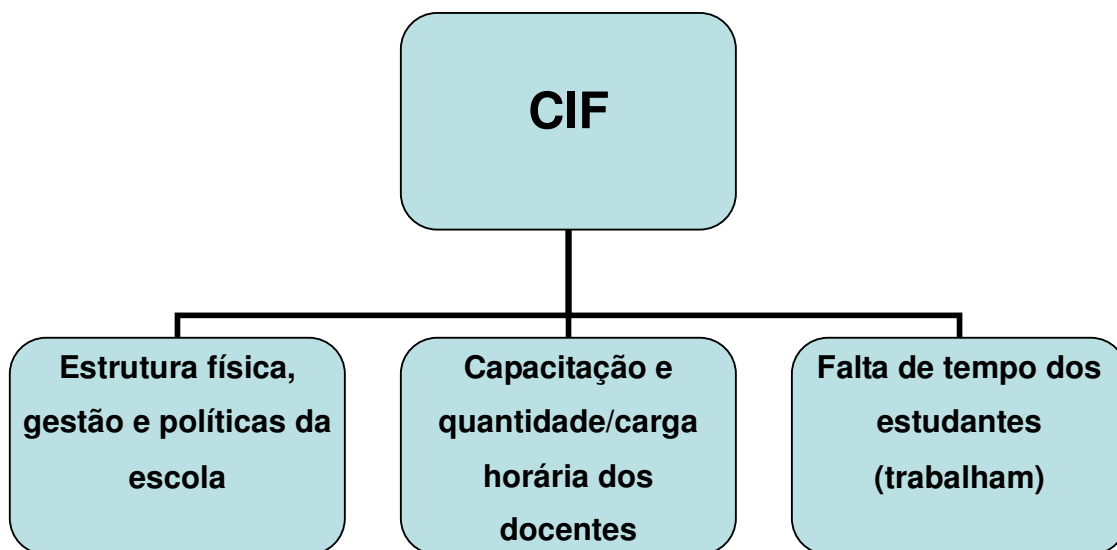 CIF
Estrutura física,
gestão e políticas da
escola
Capacitação e
quantidade/carga
horária dos
docentes
Falta de tempo dos
estudantes
(trabalham)